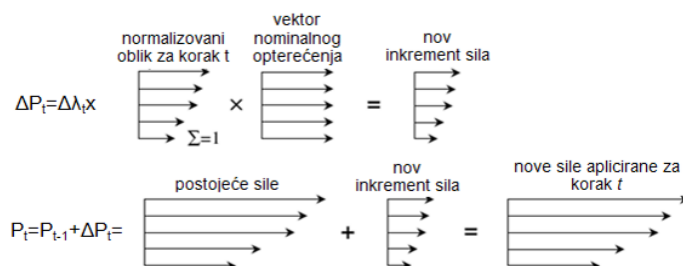 normalizovani
oblik za korak t
vektor
nominalnog
opterećenja
nov
inkrement sila
ΔPₜ=Δλₜx
×
=
Σ=1
postojeće sile
nov
inkrement sila
nove sile aplicirane za
korak t
Pₜ=Pₜ₋₁+ΔPₜ=
+
=